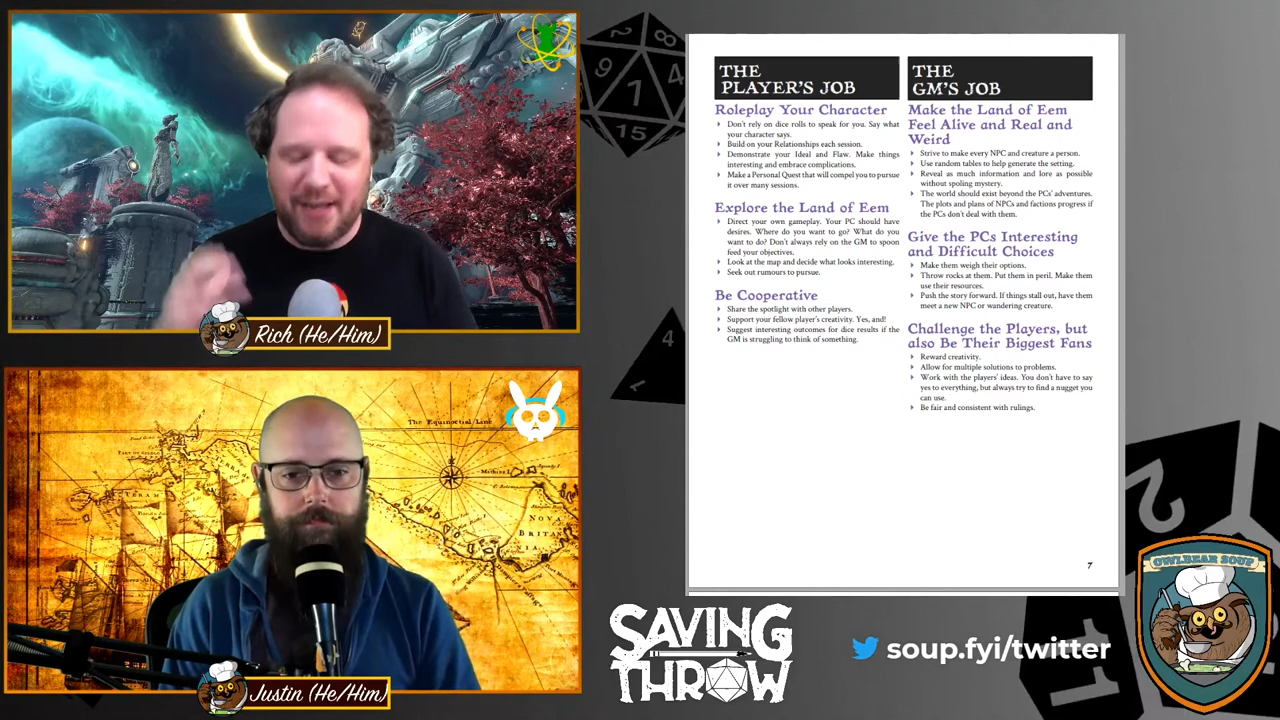 Rich (He/Him)
The Equinoctial Line
NOVA
BRITAN
Justin (He/Him)
THE
PLAYER'S JOB
Roleplay Your Character
Don't rely on dice rolls to speak for you. Say what
your character says.
Build on your Relationships each session.
Demonstrate your Ideal and Flaw. Make things
interesting and embrace complications.
Make a Personal Quest that will compel you to pursue
it over many sessions.
Explore the Land of Eem
Direct your own gameplay. Your PC should have
desires. Where do you want to go? What do you
want to do? Don't always rely on the GM to spoon
feed your objectives.
Look at the map and decide what looks interesting.
Seek out rumours to pursue.
Be Cooperative
Share the spotlight with other players.
Support your fellow player's creativity. Yes, and!
Suggest interesting outcomes for dice results if the
GM is struggling to think of something.
THE
GM'S JOB
Make the Land of Eem
Feel Alive and Real and
Weird
Strive to make every NPC and creature a person.
Use random tables to help generate the setting.
Reveal as much information and lore as possible
without spoling mystery.
The world should exist beyond the PCs' adventures.
The plots and plans of NPCs and factions progress if
the PCs don't deal with them.
Give the PCs Interesting
and Difficult Choices
Make them weigh their options.
Throw rocks at them. Put them in peril. Make them
use their resources.
Push the story forward. If things stall out, have them
meet a new NPC or wandering creature.
Challenge the Players, but
also Be Their Biggest Fans
Reward creativity.
Allow for multiple solutions to problems.
Work with the players' ideas. You don't have to say
yes to everything, but always try to find a nugget you
can use.
Be fair and consistent with rulings.
7
9
8
4
1
15
4
2
11
SAVING
THROW
soup.fyi/twitter
OWLBEAR SOUP